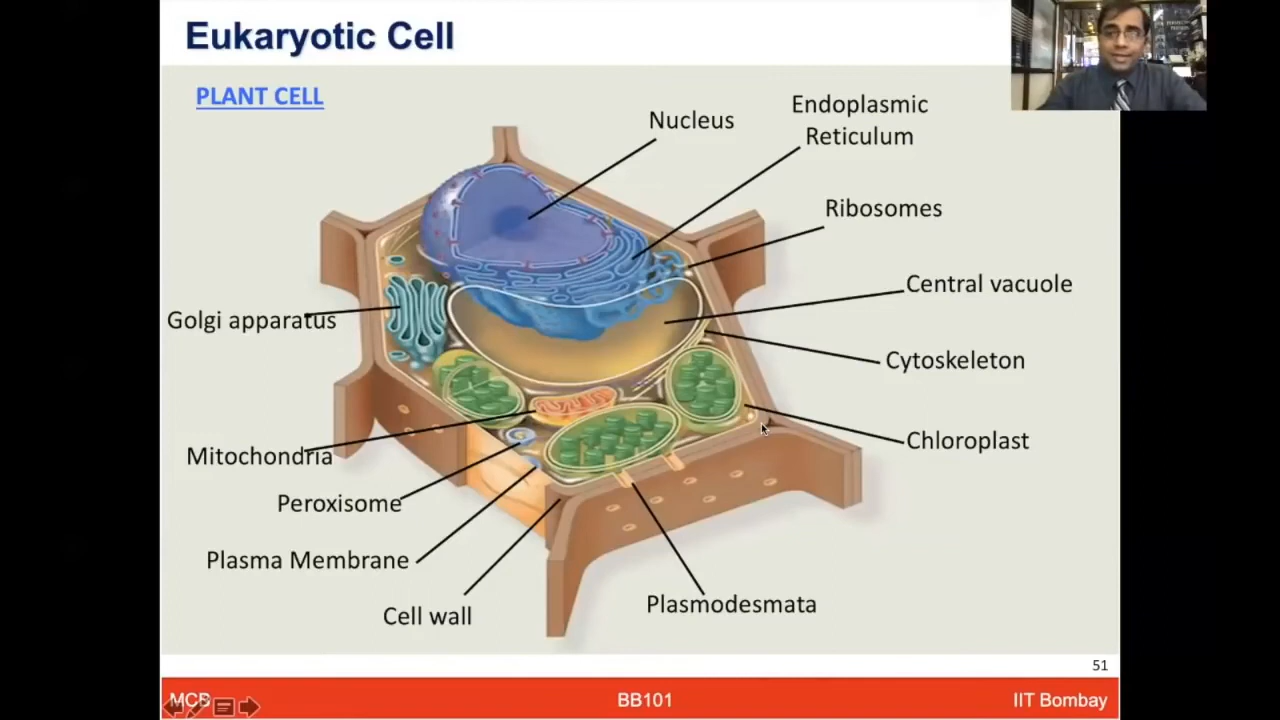 Eukaryotic Cell
PLANT CELL
Nucleus
Endoplasmic
Reticulum
Ribosomes
Central vacuole
Golgi apparatus
Cytoskeleton
Chloroplast
Mitochondria
Peroxisome
Plasma Membrane
Cell wall
Plasmodesmata
51
MCB
BB101
IIT Bombay